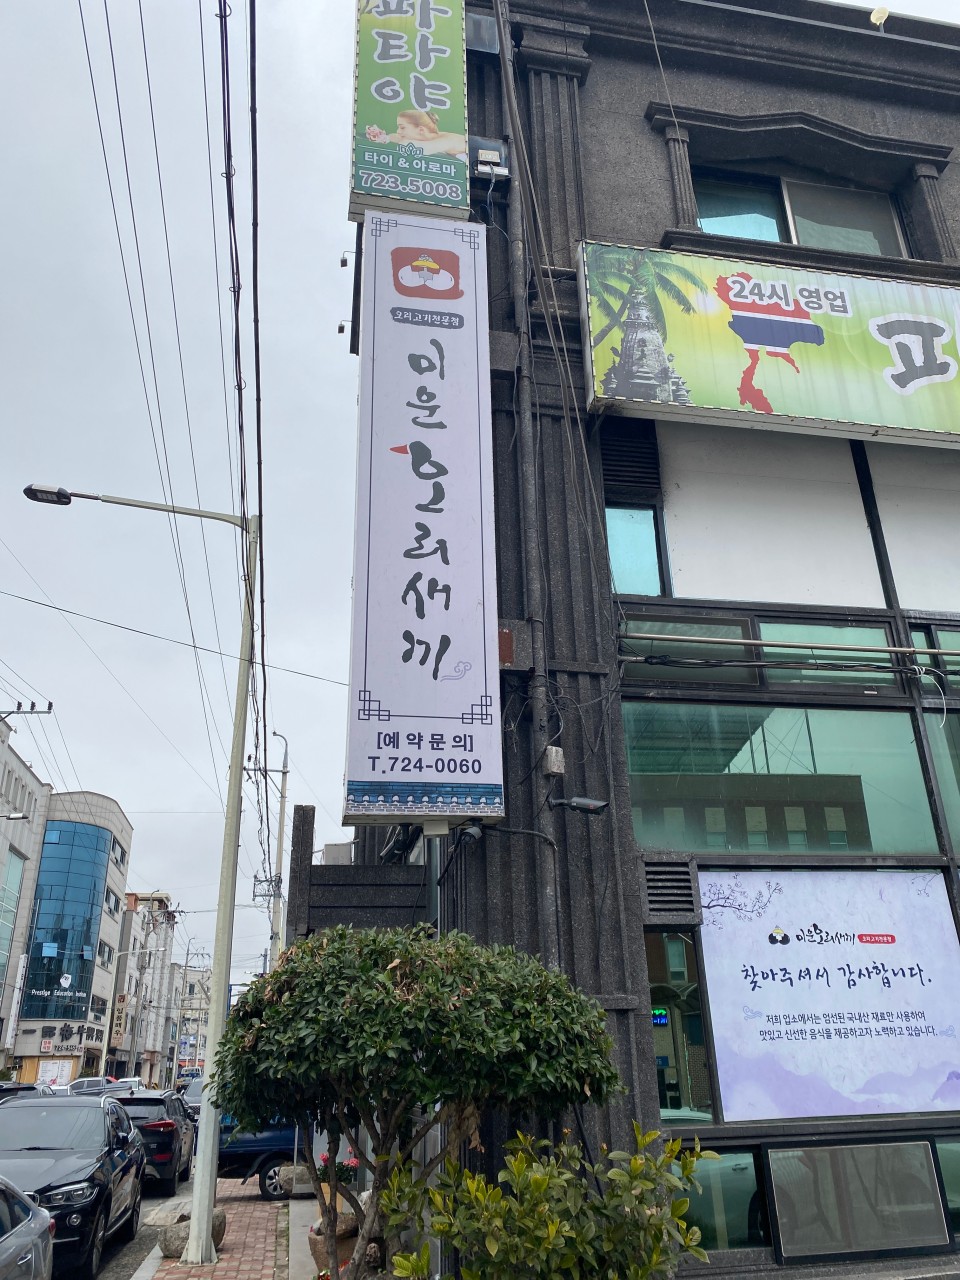 파타야
타이 & 아로마
723.5008
오리고기전문점
미운오리새끼
[예약문의]
T.724-0060
24시 영업
파
미운오리새끼 오리고기전문점
찾아주셔서 감사합니다.
저희 업소에서는 엄선된 국내산 재료만 사용하여
맛있고 신선한 음식을 제공하고자 노력하고 있습니다.
Prestige Education Institute